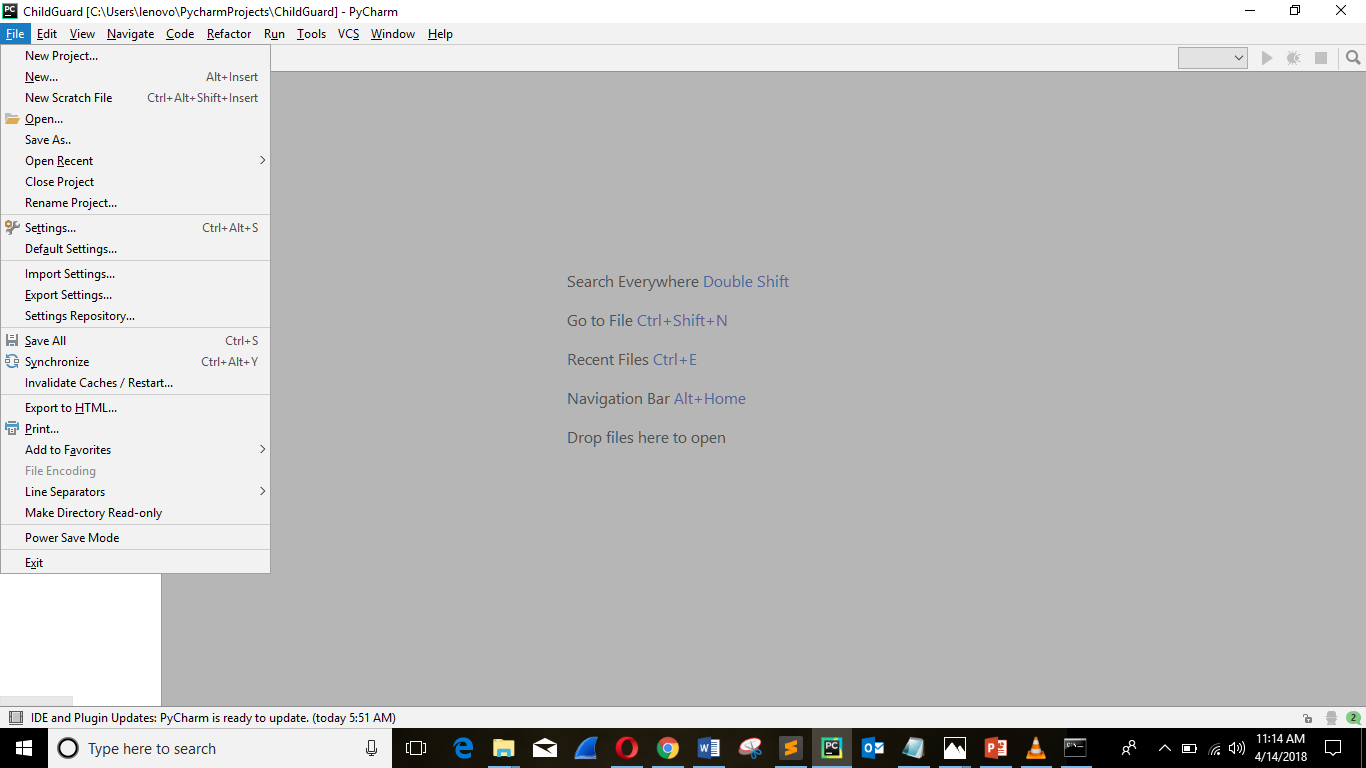 ChildGuard [C:\Users\lenovo\PycharmProjects\ChildGuard] - PyCharm
File Edit View Navigate Code Refactor Run Tools VCS Window Help
New Project...
New... Alt+Insert
New Scratch File Ctrl+Alt+Shift+Insert
Open...
Save As..
Open Recent
Close Project
Rename Project...
Settings... Ctrl+Alt+S
Default Settings...
Import Settings...
Export Settings...
Settings Repository...
Save All Ctrl+S
Synchronize Ctrl+Alt+Y
Invalidate Caches / Restart...
Export to HTML...
Print...
Add to Favorites
File Encoding
Line Separators
Make Directory Read-only
Power Save Mode
Exit
Search Everywhere Double Shift
Go to File Ctrl+Shift+N
Recent Files Ctrl+E
Navigation Bar Alt+Home
Drop files here to open
IDE and Plugin Updates: PyCharm is ready to update. (today 5:51 AM)
2
Type here to search
11:14 AM
4/14/2018